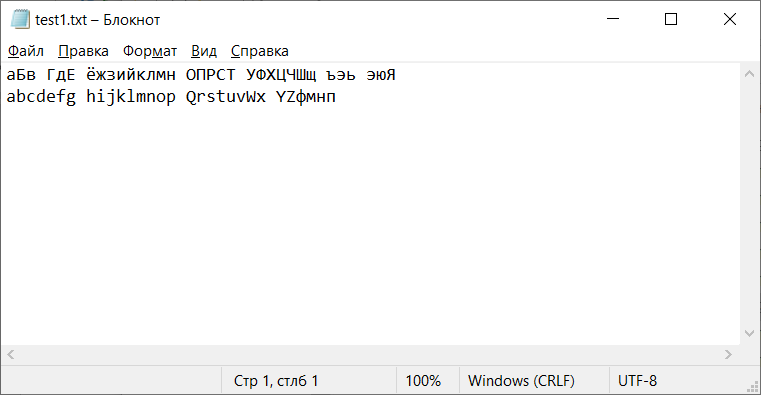 test1.txt – Блокнот
Файл Правка Формат Вид Справка
аБв ГдЕ ёжзийклмн ОПРСТ УФХЦЧШщ ъэь эюЯ
abcdefg hijklmnop QrstuvWx YZфмнп
Стр 1, стлб 1 100% Windows (CRLF) UTF-8